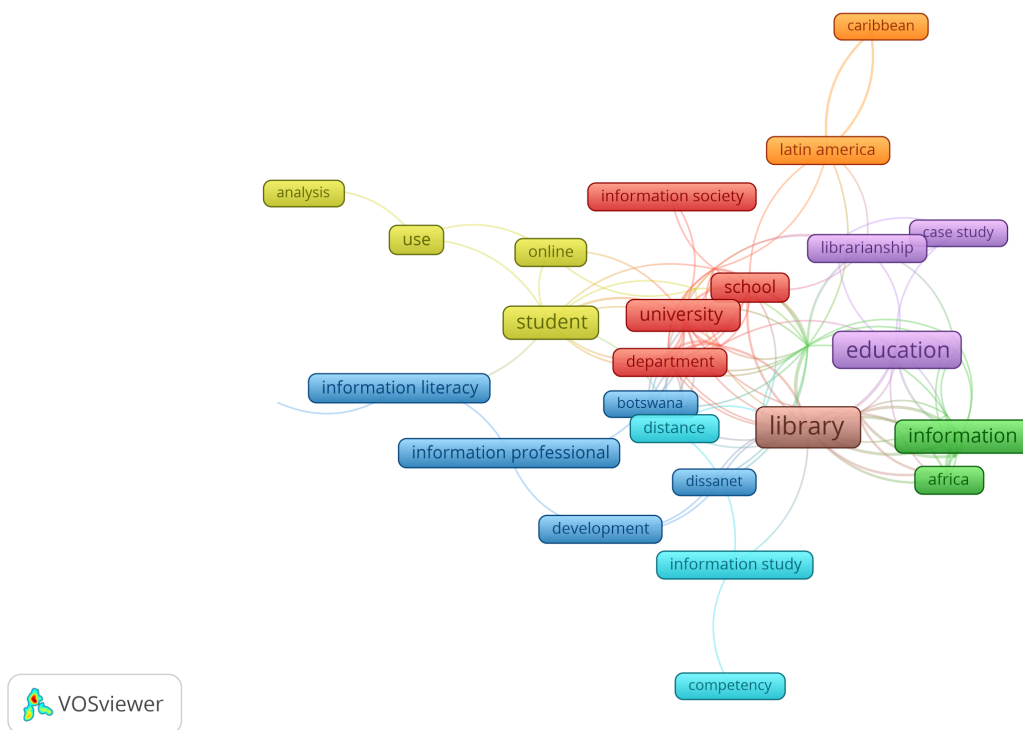 caribbean
latin america
analysis
information society
use
case study
librarianship
online
school
university
student
education
department
information literacy
botswana
library
distance
information
information professional
africa
dissanet
development
information study
competency
VOSviewer